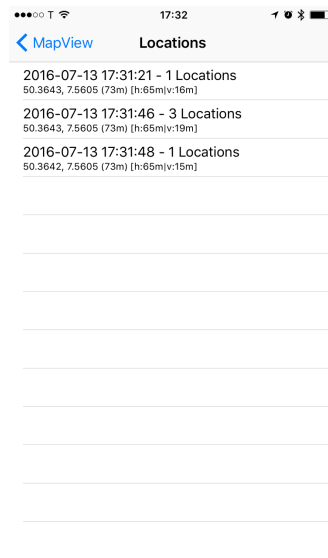 T 17:32
MapView Locations
2016-07-13 17:31:21 - 1 Locations
50.3643, 7.5605 (73m) [h:65m|v:16m]
2016-07-13 17:31:46 - 3 Locations
50.3643, 7.5605 (73m) [h:65m|v:19m]
2016-07-13 17:31:48 - 1 Locations
50.3642, 7.5605 (73m) [h:65m|v:15m]